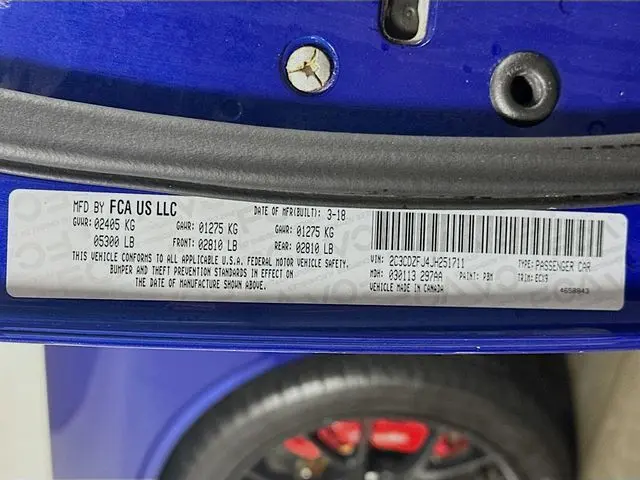 MFD BY FCA US LLC DATE OF MFR(BUILT): 3-18
GVWR: 02405 KG GAWR: 01275 KG GAWR: 01275 KG
05300 LB FRONT: 02810 LB REAR: 02810 LB
THIS VEHICLE CONFORMS TO ALL APPLICABLE U.S.A. FEDERAL MOTOR VEHICLE SAFETY,
BUMPER AND THEFT PREVENTION STANDARDS IN EFFECT ON
THE DATE OF MANUFACTURE SHOWN ABOVE.
VIN: 2C3CDZFJ4JH251711 TYPE: PASSENGER CAR
MDH: 030113 297AA PAINT: PBM TRIM: ECX9
VEHICLE MADE IN CANADA 4658843